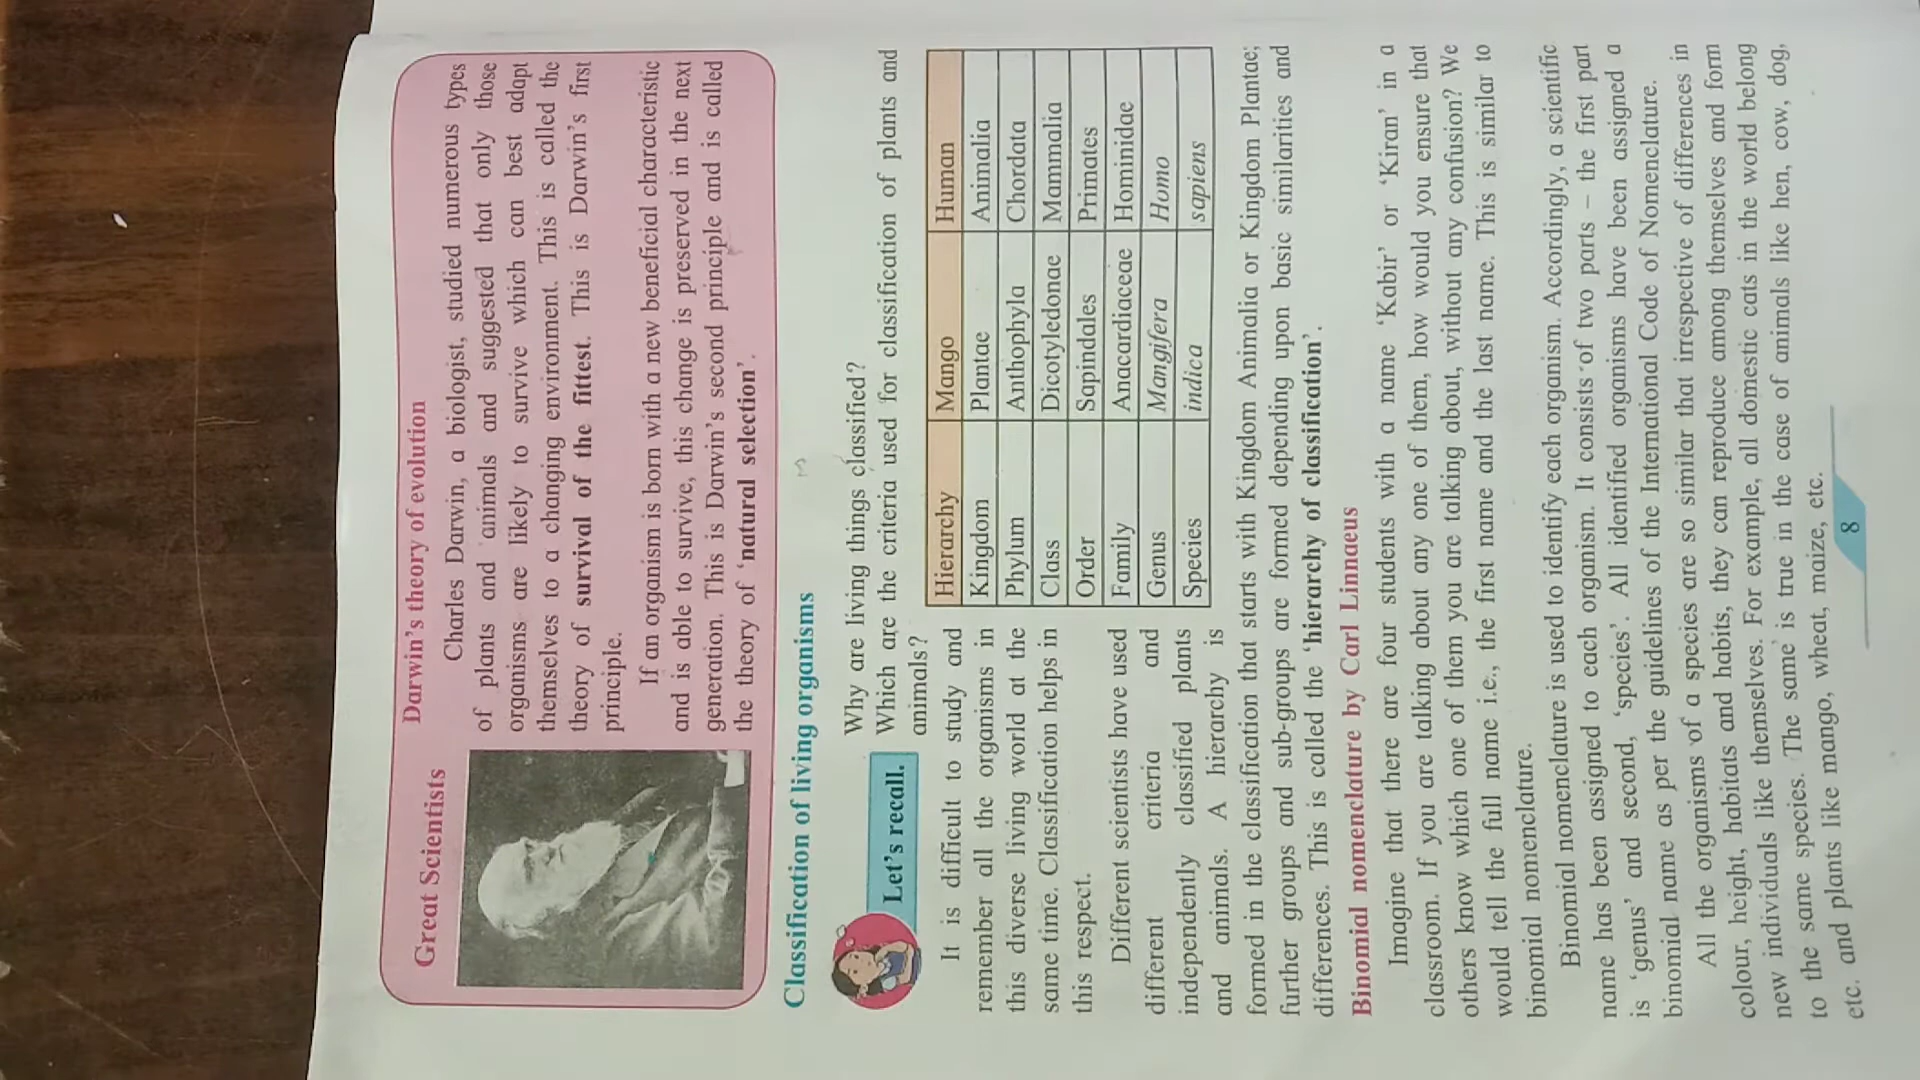 Great Scientists
Darwin's theory of evolution
Charles Darwin, a biologist, studied numerous types
of plants and animals and suggested that only those
organisms are likely to survive which can best adapt
themselves to a changing environment. This is called the
theory of survival of the fittest. This is Darwin's first
principle.
If an organism is born with a new beneficial characteristic
and is able to survive, this change is preserved in the next
generation. This is Darwin's second principle and is called
the theory of 'natural selection'.
Classification of living organisms
Let's recall.
Why are living things classified?
Which are the criteria used for classification of plants and
animals?
It is difficult to study and
remember all the organisms in
this diverse living world at the
same time. Classification helps in
this respect.
Different scientists have used
different criteria and
independently classified plants
and animals. A hierarchy is
Hierarchy Mango Human
Kingdom Plantae Animalia
Phylum Anthophyla Chordata
Class Dicotyledonae Mammalia
Order Sapindales Primates
Family Anacardiaceae Hominidae
Genus Mangifera Homo
Species indica sapiens
formed in the classification that starts with Kingdom Animalia or Kingdom Plantae;
further groups and sub-groups are formed depending upon basic similarities and
differences. This is called the 'hierarchy of classification'.
Binomial nomenclature by Carl Linnaeus
Imagine that there are four students with a name 'Kabir' or 'Kiran' in a
classroom. If you are talking about any one of them, how would you ensure that
others know which one of them you are talking about, without any confusion? We
would tell the full name i.e., the first name and the last name. This is similar to
binomial nomenclature.
Binomial nomenclature is used to identify each organism. Accordingly, a scientific
name has been assigned to each organism. It consists of two parts – the first part
is 'genus' and second, 'species'. All identified organisms have been assigned a
binomial name as per the guidelines of the International Code of Nomenclature.
All the organisms of a species are so similar that irrespective of differences in
colour, height, habitats and habits, they can reproduce among themselves and form
new individuals like themselves. For example, all domestic cats in the world belong
to the same species. The same is true in the case of animals like hen, cow, dog,
etc. and plants like mango, wheat, maize, etc.
8